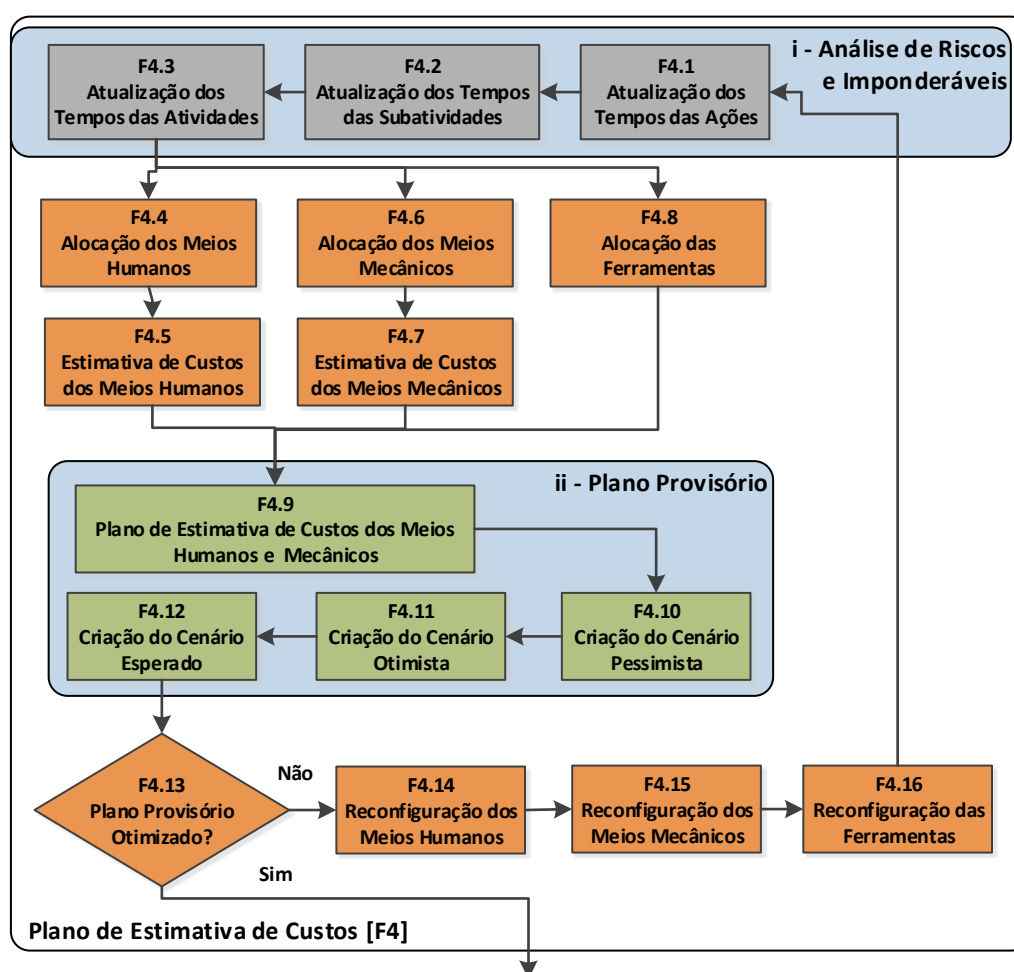 i - Análise de Riscos
e Imponderáveis
F4.3
Atualização dos
Tempos das Atividades
F4.2
Atualização dos Tempos
das Subatividades
F4.1
Atualização dos
Tempos das Ações
F4.4
Alocação dos Meios
Humanos
F4.6
Alocação dos Meios
Mecânicos
F4.8
Alocação das
Ferramentas
F4.5
Estimativa de Custos
dos Meios Humanos
F4.7
Estimativa de Custos
dos Meios Mecânicos
ii - Plano Provisório
F4.9
Plano de Estimativa de Custos dos Meios
Humanos e Mecânicos
F4.12
Criação do Cenário
Esperado
F4.11
Criação do Cenário
Otimista
F4.10
Criação do Cenário
Pessimista
F4.13
Plano Provisório
Otimizado?
Não
F4.14
Reconfiguração dos
Meios Humanos
F4.15
Reconfiguração dos
Meios Mecânicos
F4.16
Reconfiguração das
Ferramentas
Sim
Plano de Estimativa de Custos [F4]